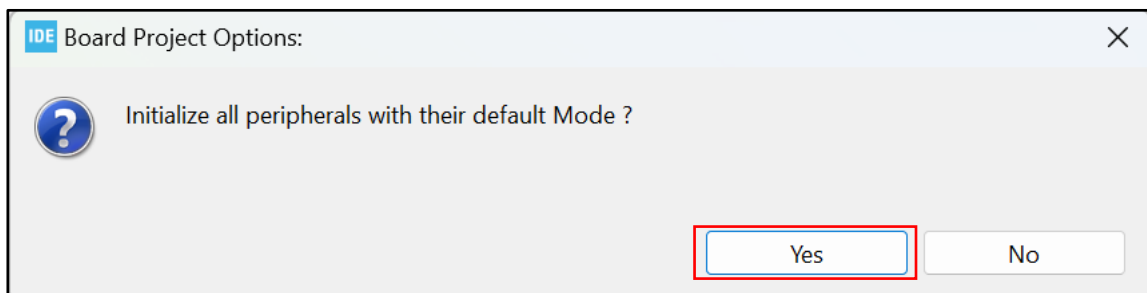 IDE Board Project Options:
Initialize all peripherals with their default Mode ?
Yes No